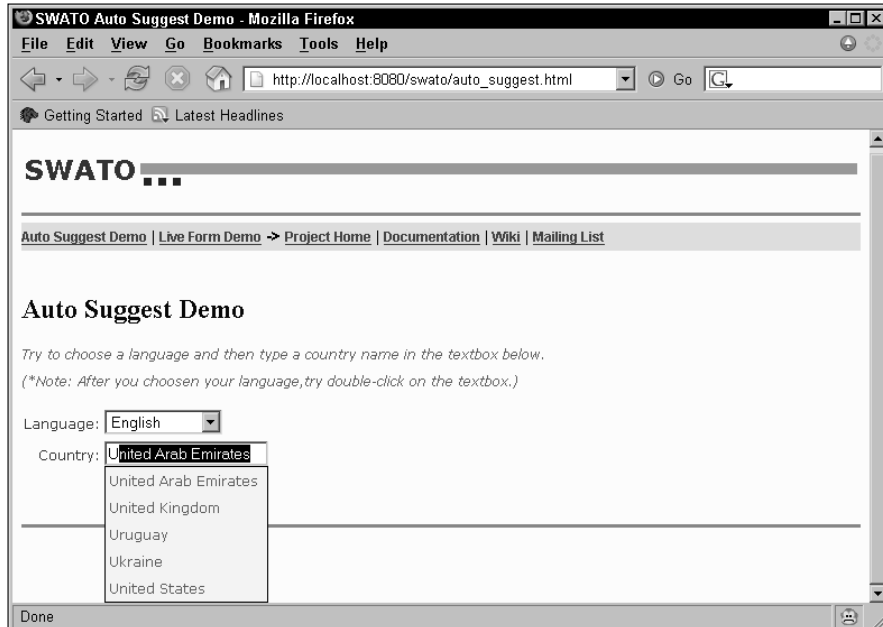 SWATO Auto Suggest Demo - Mozilla Firefox
File Edit View Go Bookmarks Tools Help
http://localhost:8080/swato/auto_suggest.html Go G
Getting Started Latest Headlines
SWATO
Auto Suggest Demo | Live Form Demo -> Project Home | Documentation | Wiki | Mailing List
Auto Suggest Demo
Try to choose a language and then type a country name in the textbox below.
(*Note: After you choosen your language,try double-click on the textbox.)
Language: English
Country: United Arab Emirates
United Arab Emirates
United Kingdom
Uruguay
Ukraine
United States
Done